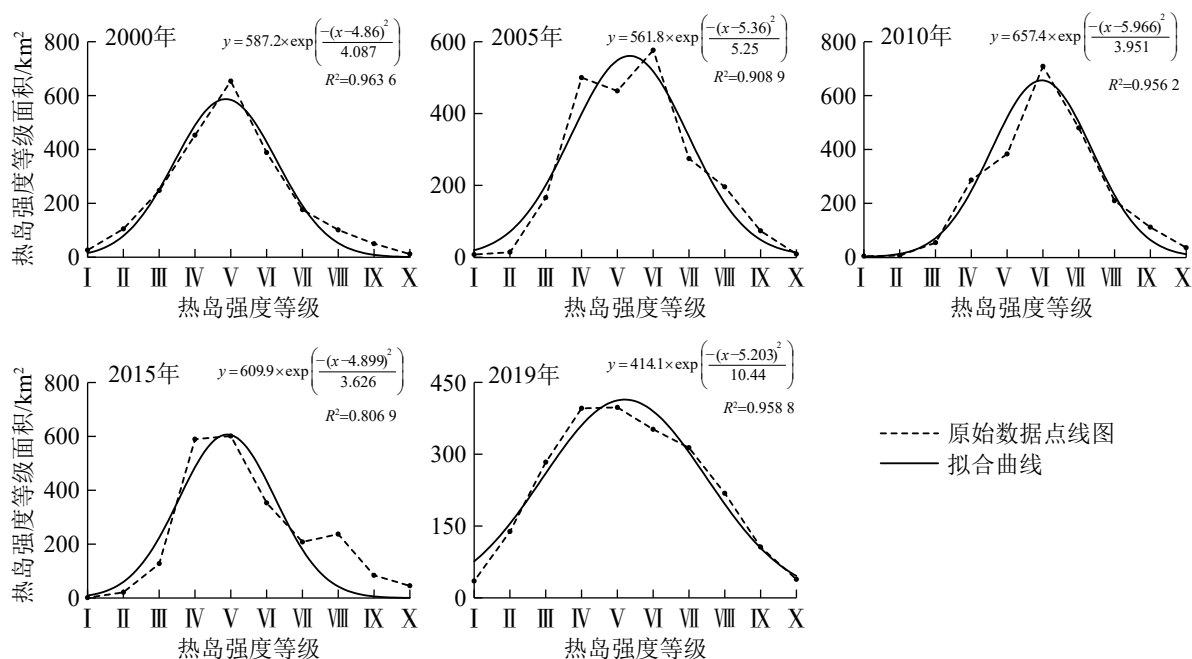 热岛强度等级面积/km²
800
600
400
200
0
2000年
y=587.2×exp(−(x−4.86)²/4.087)
R²=0.963 6
Ⅰ Ⅱ Ⅲ Ⅳ Ⅴ Ⅵ Ⅶ Ⅷ Ⅸ Ⅹ
热岛强度等级
600
400
200
0
2005年
y=561.8×exp(−(x−5.36)²/5.25)
R²=0.908 9
Ⅰ Ⅱ Ⅲ Ⅳ Ⅴ Ⅵ Ⅶ Ⅷ Ⅸ Ⅹ
热岛强度等级
800
600
400
200
0
2010年
y=657.4×exp(−(x−5.966)²/3.951)
R²=0.956 2
Ⅰ Ⅱ Ⅲ Ⅳ Ⅴ Ⅵ Ⅶ Ⅷ Ⅸ Ⅹ
热岛强度等级
热岛强度等级面积/km²
800
600
400
200
0
2015年
y=609.9×exp(−(x−4.899)²/3.626)
R²=0.806 9
Ⅰ Ⅱ Ⅲ Ⅳ Ⅴ Ⅵ Ⅶ Ⅷ Ⅸ Ⅹ
热岛强度等级
450
300
150
0
2019年
y=414.1×exp(−(x−5.203)²/10.44)
R²=0.958 8
Ⅰ Ⅱ Ⅲ Ⅳ Ⅴ Ⅵ Ⅶ Ⅷ Ⅸ Ⅹ
热岛强度等级
原始数据点线图
拟合曲线